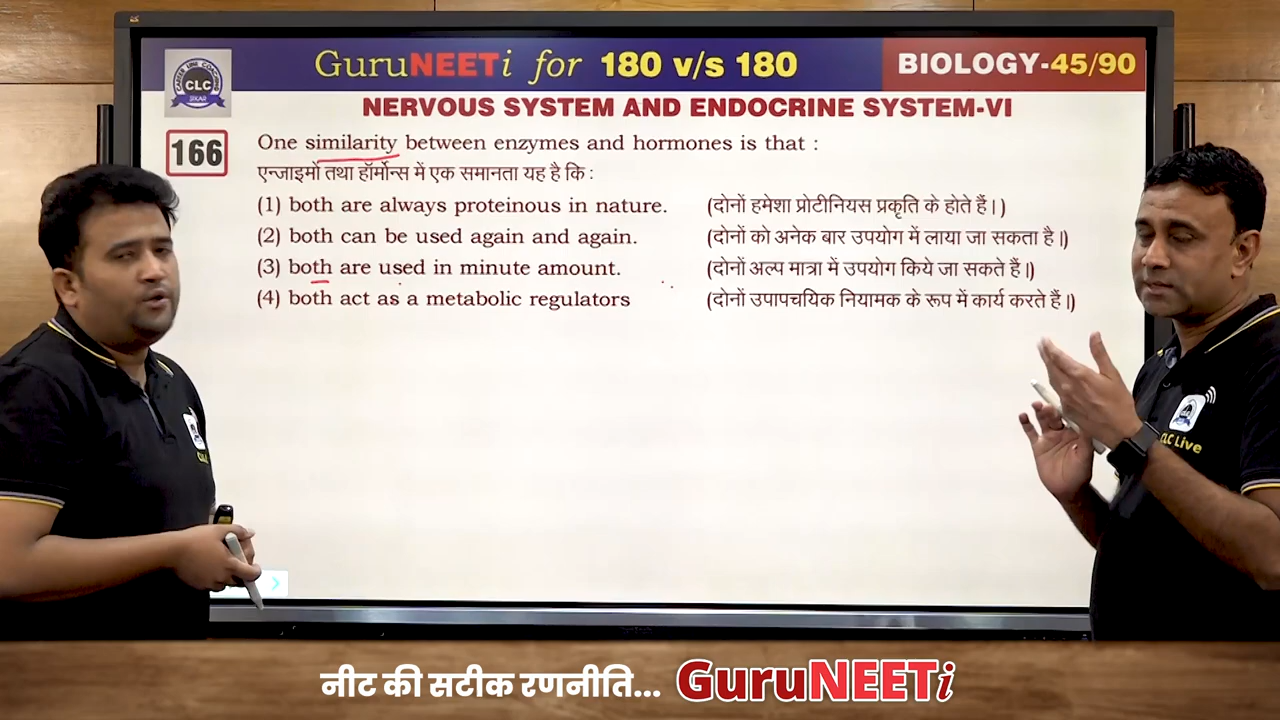 GuruNEETi for 180 v/s 180
BIOLOGY-45/90
CAREER LINE COACHING
CLC
SIKAR
NERVOUS SYSTEM AND ENDOCRINE SYSTEM-VI
166
One similarity between enzymes and hormones is that :
एन्जाइमों तथा हॉर्मोन्स में एक समानता यह है कि :
(1) both are always proteinous in nature. (दोनों हमेशा प्रोटीनियस प्रकृति के होते हैं।)
(2) both can be used again and again. (दोनों को अनेक बार उपयोग में लाया जा सकता है।)
(3) both are used in minute amount. (दोनों अल्प मात्रा में उपयोग किये जा सकते हैं।)
(4) both act as a metabolic regulators (दोनों उपापचयिक नियामक के रूप में कार्य करते हैं।)
CLC Live
नीट की सटीक रणनीति... GuruNEETi